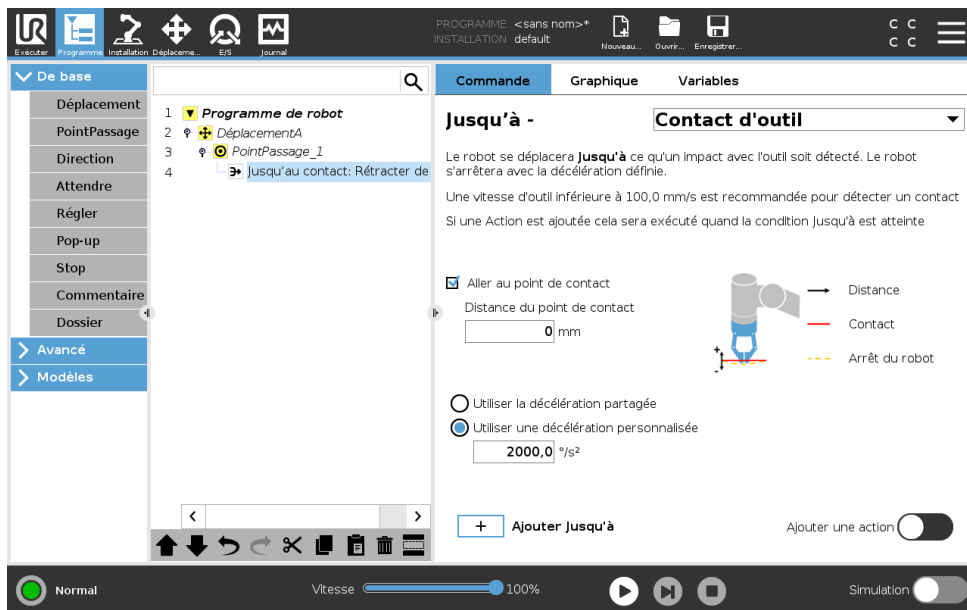 PROGRAMME <sans nom>*
INSTALLATION default
Exécuter
Programme
Installation
Déplaceme...
E/S
Journal
Nouveau...
Ouvrir...
Enregistrer...
C C
C C
De base
Déplacement
PointPassage
Direction
Attendre
Régler
Pop-up
Stop
Commentaire
Dossier
Avancé
Modèles
1 Programme de robot
2 DéplacementA
3 PointPassage_1
4 Jusqu'au contact: Rétracter de
Commande Graphique Variables
Jusqu'à - Contact d'outil
Le robot se déplacera Jusqu'à ce qu'un impact avec l'outil soit détecté. Le robot
s'arrêtera avec la décélération définie.
Une vitesse d'outil inférieure à 100,0 mm/s est recommandée pour détecter un contact
Si une Action est ajoutée cela sera exécuté quand la condition Jusqu'à est atteinte
Aller au point de contact
Distance du point de contact
0 mm
+
-
Distance
Contact
Arrêt du robot
Utiliser la décélération partagée
Utiliser une décélération personnalisée
2000,0 °/s²
+ Ajouter Jusqu'à
Ajouter une action
Normal
Vitesse 100%
Simulation